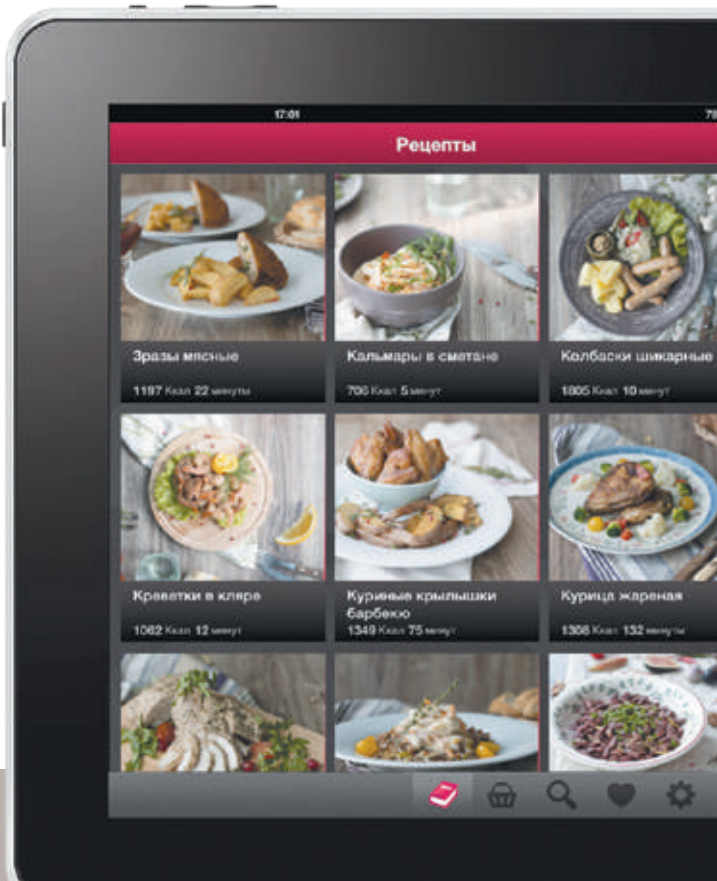 17:01
Рецепты
Зразы мясные
1197 Ккал 22 минуты
Кальмары в сметане
706 Ккал 5 минут
Колбаски шикарные
1805 Ккал 10 минут
Креветки в кляре
1062 Ккал 12 минут
Куриные крылышки
барбекю
1349 Ккал 75 минут
Курица жареная
1308 Ккал 132 минуты